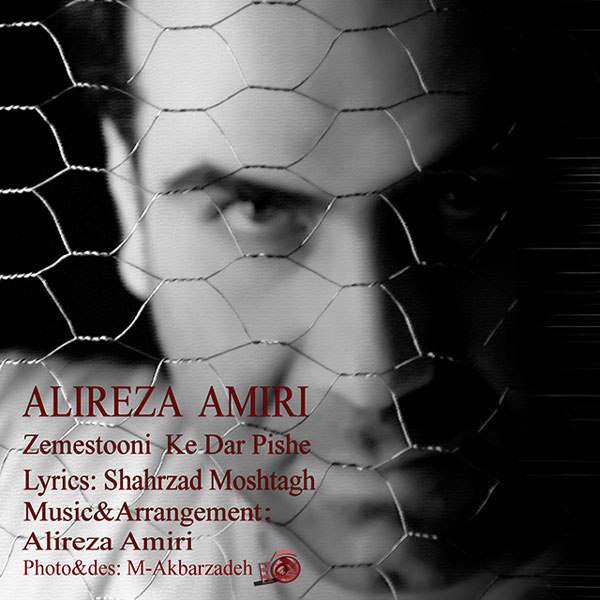 ALIREZA AMIRI
Zemestooni Ke Dar Pishe
Lyrics: Shahrzad Moshtagh
Music&Arrangement:
Alireza Amiri
Photo&des: M-Akbarzadeh